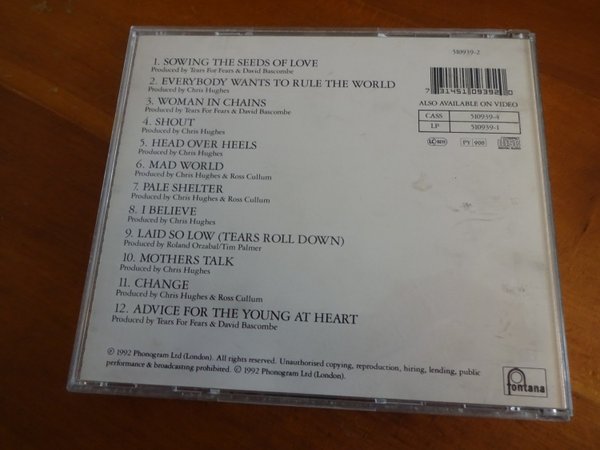 1. SOWING THE SEEDS OF LOVE
Produced by Tears For Fears & David Bascombe
2. EVERYBODY WANTS TO RULE THE WORLD
Produced by Chris Hughes
3. WOMAN IN CHAINS
Produced by Tears For Fears & David Bascombe
4. SHOUT
Produced by Chris Hughes
5. HEAD OVER HEELS
Produced by Chris Hughes
6. MAD WORLD
Produced by Chris Hughes & Ross Cullum
7. PALE SHELTER
Produced by Chris Hughes & Ross Cullum
8. I BELIEVE
Produced by Chris Hughes
9. LAID SO LOW (TEARS ROLL DOWN)
Produced by Roland Orzabal/Tim Palmer
10. MOTHERS TALK
Produced by Chris Hughes
11. CHANGE
Produced by Chris Hughes & Ross Cullum
12. ADVICE FOR THE YOUNG AT HEART
Produced by Tears For Fears & David Bascombe
510939-2
7 31451 09392 0
ALSO AVAILABLE ON VIDEO
CASS 510939-4
LP 510939-1
PY 900
℗ 1992 Phonogram Ltd (London). All rights reserved. Unauthorised copying, reproduction, hiring, lending, public
performance & broadcasting prohibited. © 1992 Phonogram Ltd (London).
fontana